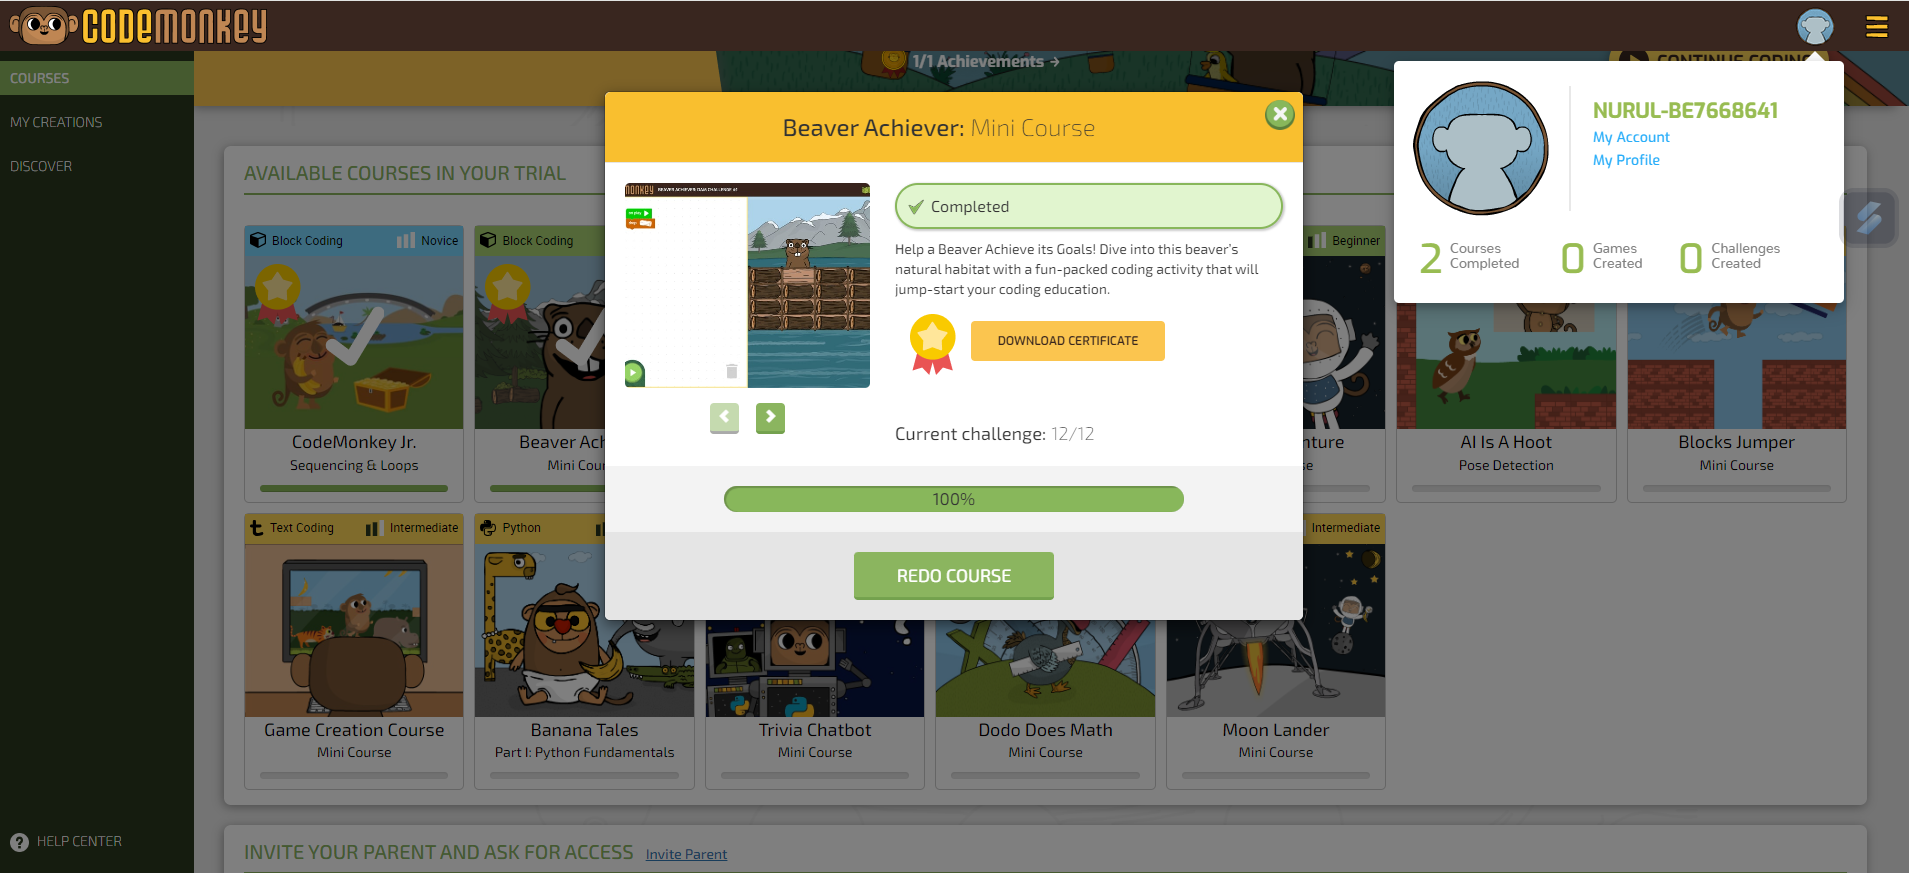 CODEMONKEY
COURSES
MY CREATIONS
DISCOVER
HELP CENTER
1/1 Achievements →
CONTINUE CODING
NURUL-BE7668641
My Account
My Profile
2 Courses Completed
0 Games Created
0 Challenges Created
AVAILABLE COURSES IN YOUR TRIAL
Beaver Achiever: Mini Course
Completed
Help a Beaver Achieve its Goals! Dive into this beaver's
natural habitat with a fun-packed coding activity that will
jump-start your coding education.
DOWNLOAD CERTIFICATE
Current challenge: 12/12
100%
REDO COURSE
Block Coding Novice
CodeMonkey Jr.
Sequencing & Loops
Block Coding
Beaver Ach
Mini Cour
Beginner
AI Is A Hoot
Pose Detection
Blocks Jumper
Mini Course
Text Coding Intermediate
Game Creation Course
Mini Course
Python
Banana Tales
Part I: Python Fundamentals
Trivia Chatbot
Mini Course
Dodo Does Math
Mini Course
Intermediate
Moon Lander
Mini Course
INVITE YOUR PARENT AND ASK FOR ACCESS Invite Parent